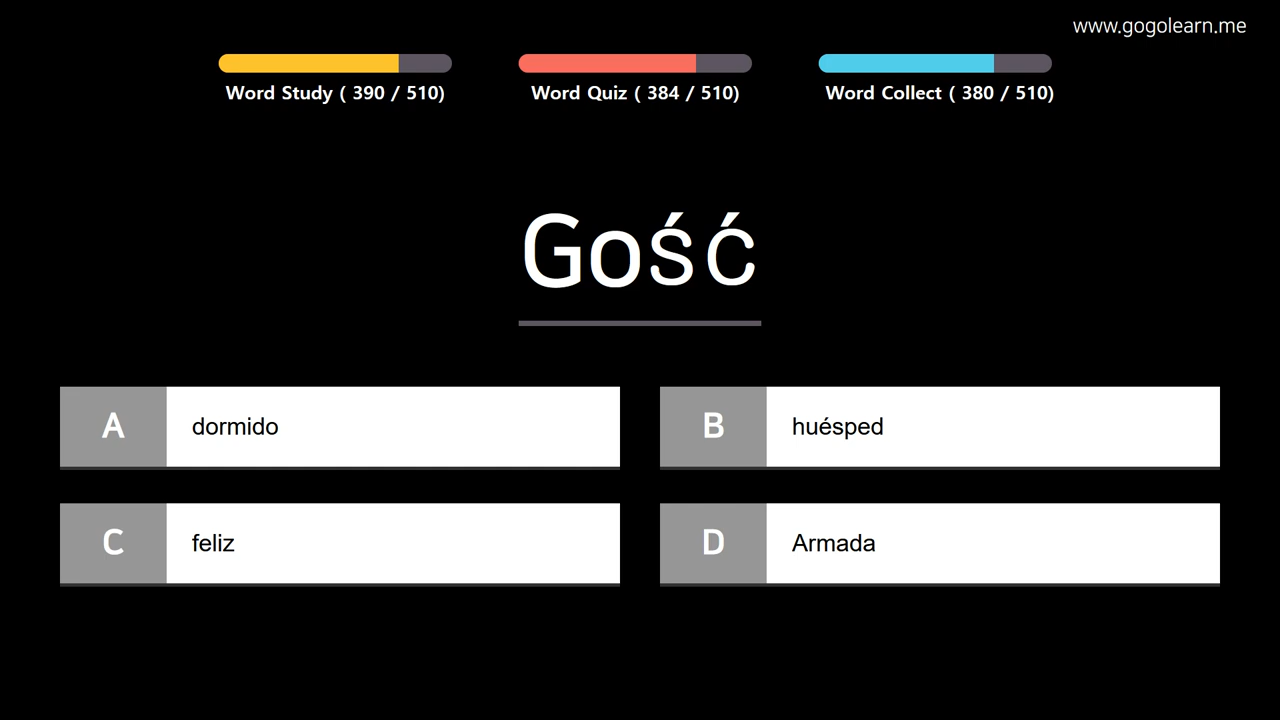 www.gogolearn.me
Word Study ( 390 / 510)
Word Quiz ( 384 / 510)
Word Collect ( 380 / 510)
Gość
A
dormido
B
huésped
C
feliz
D
Armada